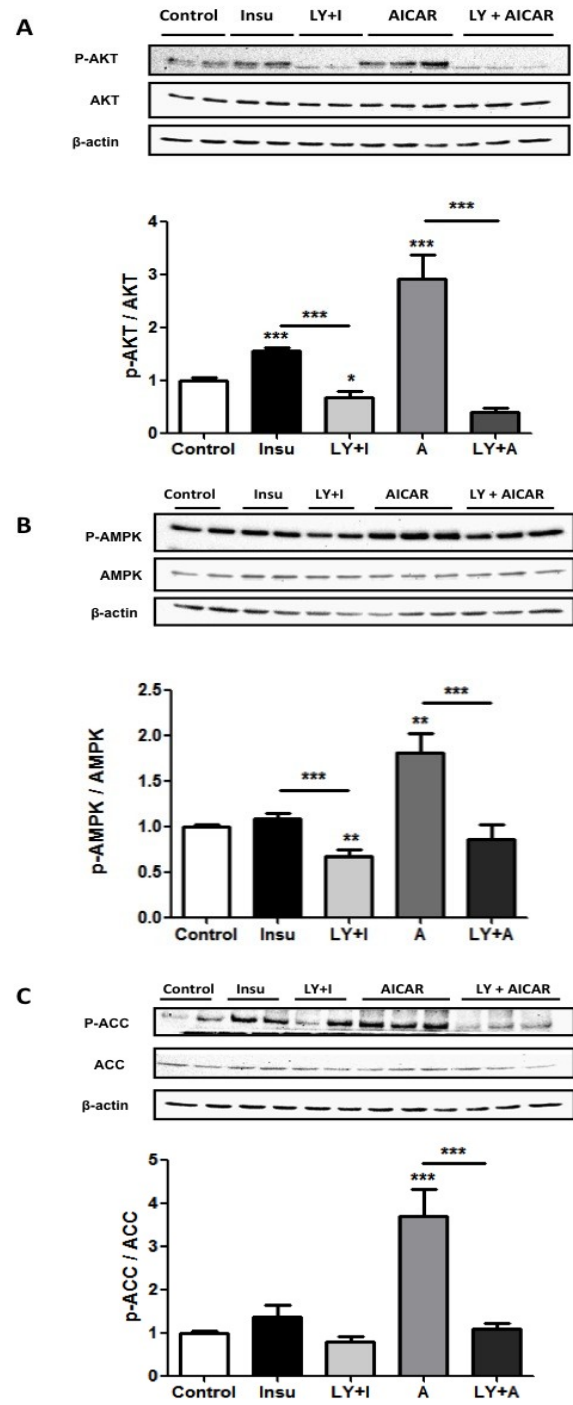 A
Control Insu LY+I AICAR LY + AICAR
P-AKT
AKT
β-actin
***
***
***
***
*
p-AKT / AKT
4
3
2
1
0
Control Insu LY+I A LY+A
B
Control Insu LY+I AICAR LY + AICAR
P-AMPK
AMPK
β-actin
***
**
***
**
p-AMPK / AMPK
2.5
2.0
1.5
1.0
0.5
0.0
Control Insu LY+I A LY+A
C
Control Insu LY+I AICAR LY + AICAR
P-ACC
ACC
β-actin
***
***
p-ACC / ACC
5
4
3
2
1
0
Control Insu LY+I A LY+A